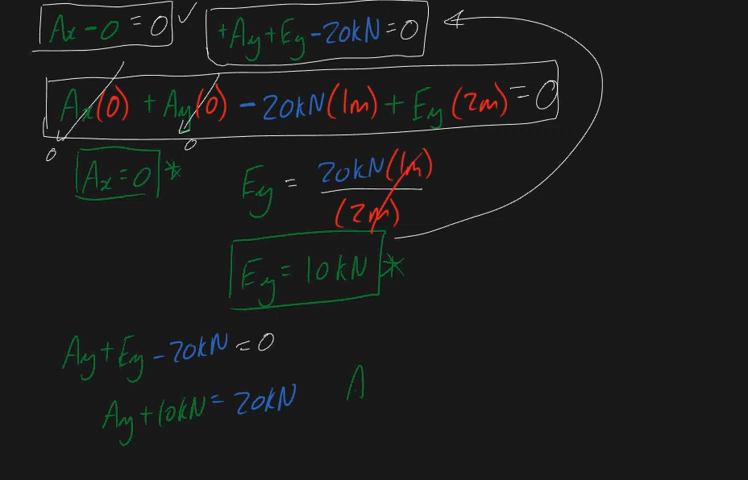 Ax - 0 = 0 ✓ +Ay + Ey - 20kN = 0
Ax(0) + Ay(0) - 20kN(1m) + Ey(2m) = 0
0 0
Ax = 0 * Ey = 20kN(1m) / (2m)
Ey = 10kN *
Ay + Ey - 20kN = 0
Ay + 10kN = 20kN A